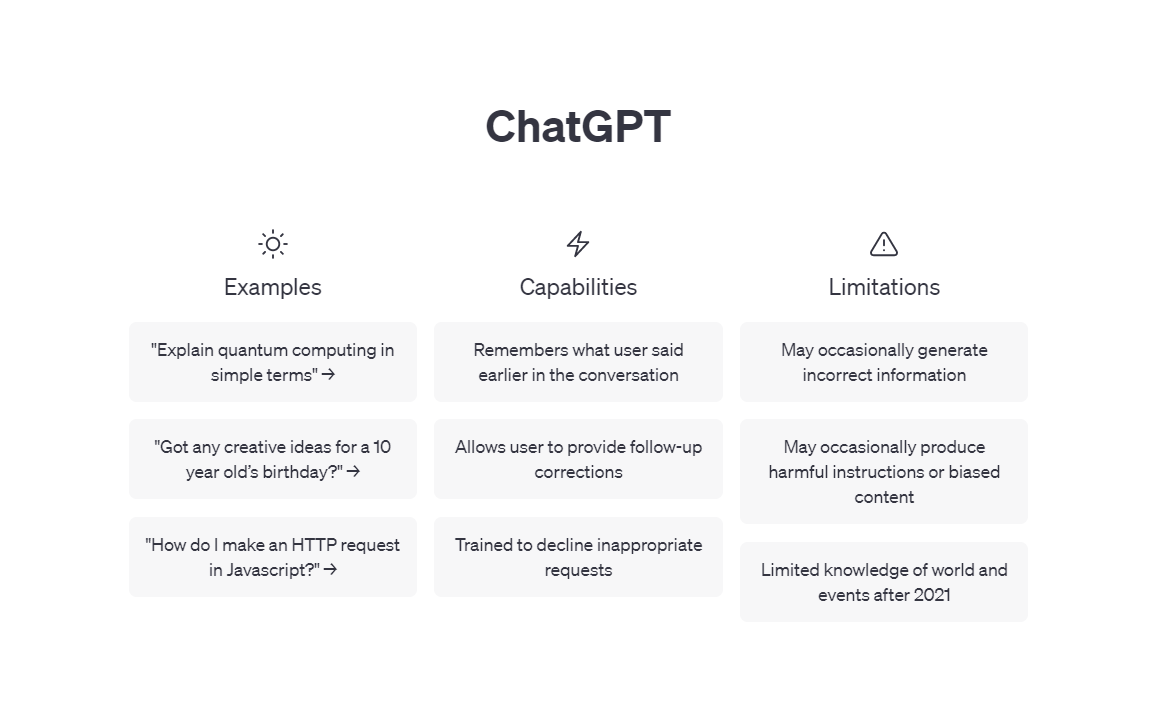 ChatGPT
Examples
"Explain quantum computing in
simple terms" →
"Got any creative ideas for a 10
year old’s birthday?" →
"How do I make an HTTP request
in Javascript?" →
Capabilities
Remembers what user said
earlier in the conversation
Allows user to provide follow-up
corrections
Trained to decline inappropriate
requests
Limitations
May occasionally generate
incorrect information
May occasionally produce
harmful instructions or biased
content
Limited knowledge of world and
events after 2021